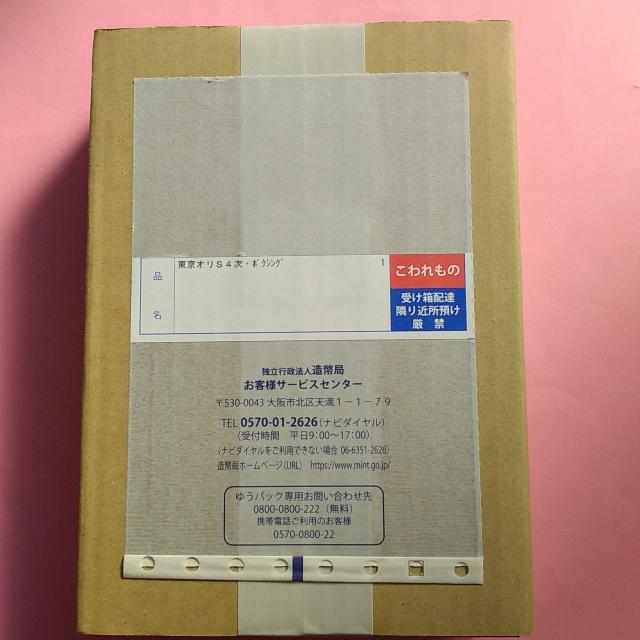 品名
東京オリS4次・ﾎﾞｸｼﾝｸﾞ 1
こわれもの
受け箱配達
隣り近所預け
厳 禁
独立行政法人造幣局
お客様サービスセンター
〒530-0043 大阪市北区天満1-1-79
TEL 0570-01-2626(ナビダイヤル)
(受付時間 平日9:00~17:00)
(ナビダイヤルをご利用できない場合 06-6351-2626)
造幣局ホームページ(URL) https://www.mint.go.jp/
ゆうパック専用お問い合わせ先
0800-0800-222(無料)
携帯電話ご利用のお客様
0570-0800-22